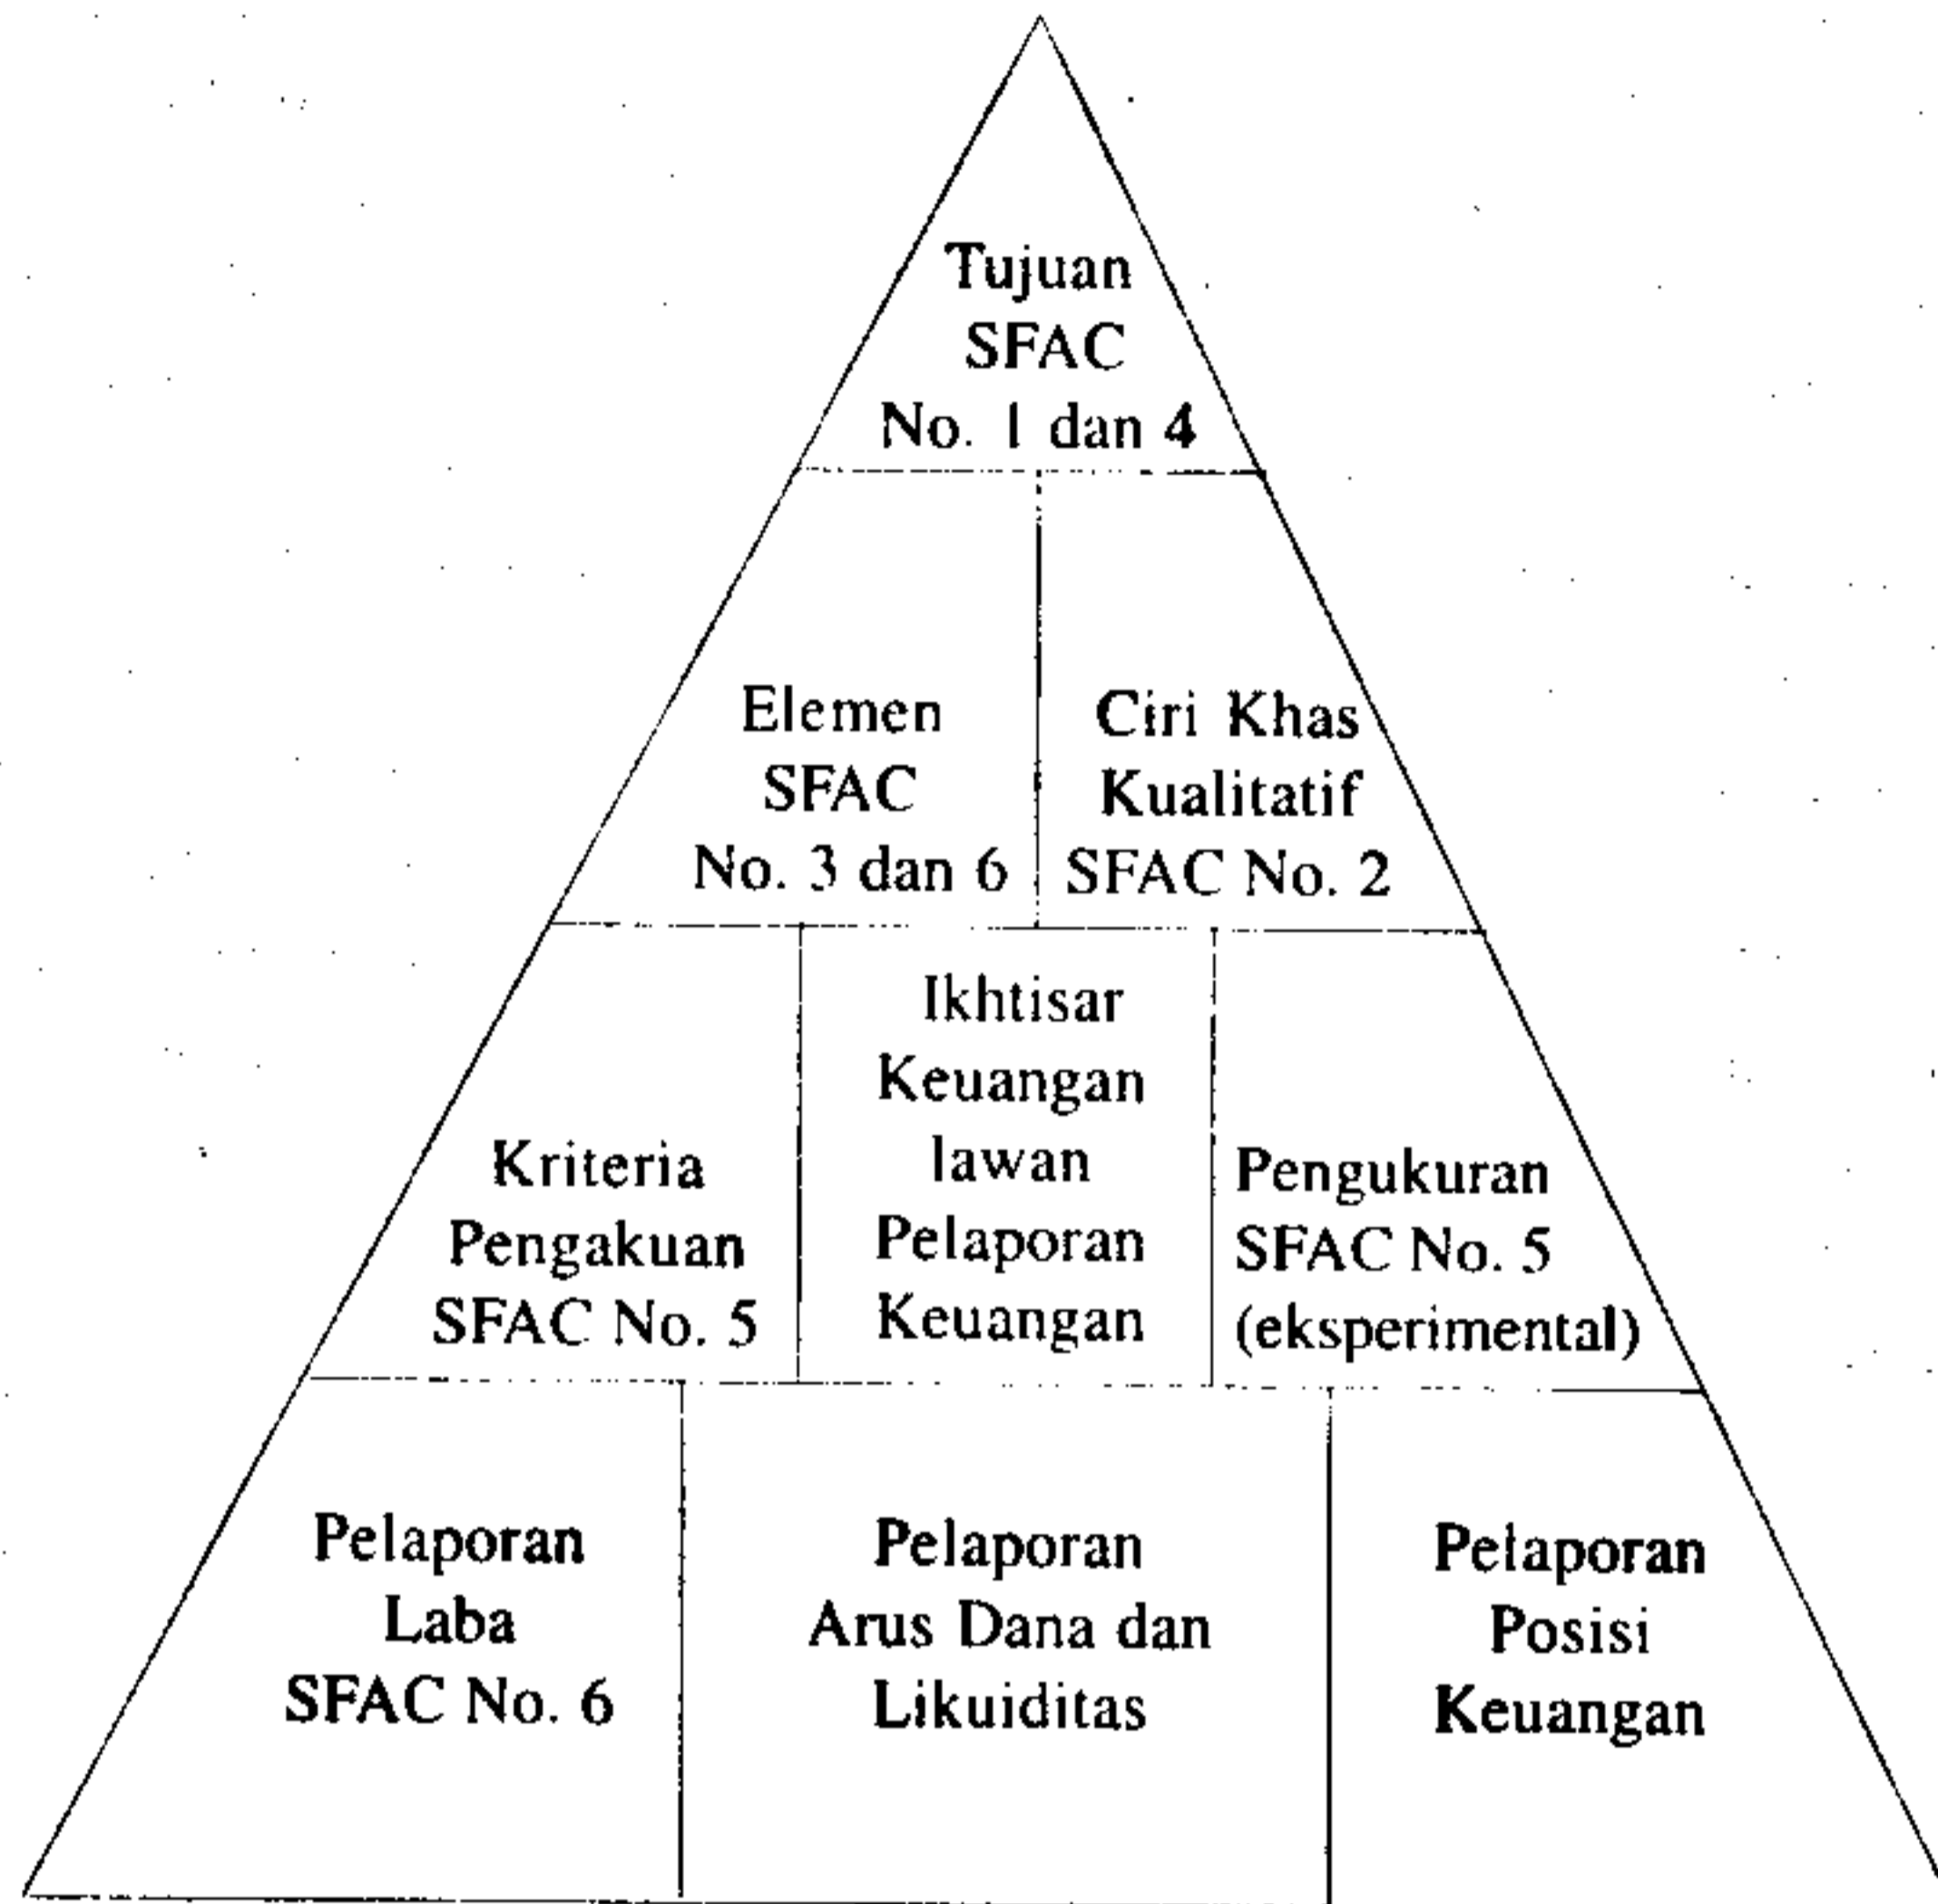 Tujuan
SFAC
No. 1 dan 4
Elemen
SFAC
No. 3 dan 6
Ciri Khas
Kualitatif
SFAC No. 2
Kriteria
Pengakuan
SFAC No. 5
Ikhtisar
Keuangan
lawan
Pelaporan
Keuangan
Pengukuran
SFAC No. 5
(eksperimental)
Pelaporan
Laba
SFAC No. 6
Pelaporan
Arus Dana dan
Likuiditas
Pelaporan
Posisi
Keuangan